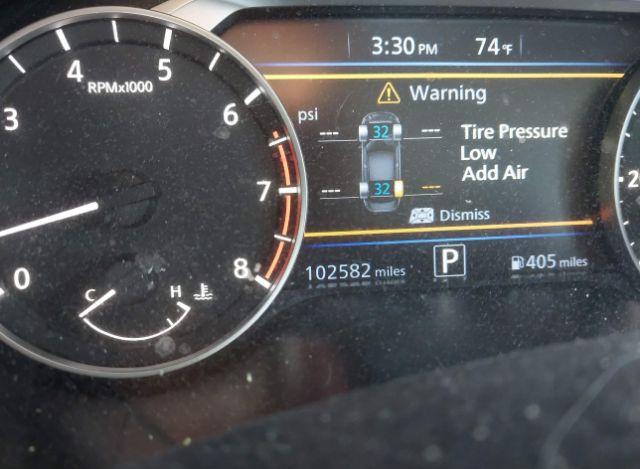 3:30 PM 74°F
4 5
RPMx1000
3 6
7
0 8
C H
Warning
psi
--- 32 ---
Tire Pressure
Low
Add Air
--- 32 ---
Dismiss
102582 miles P 405 miles
20